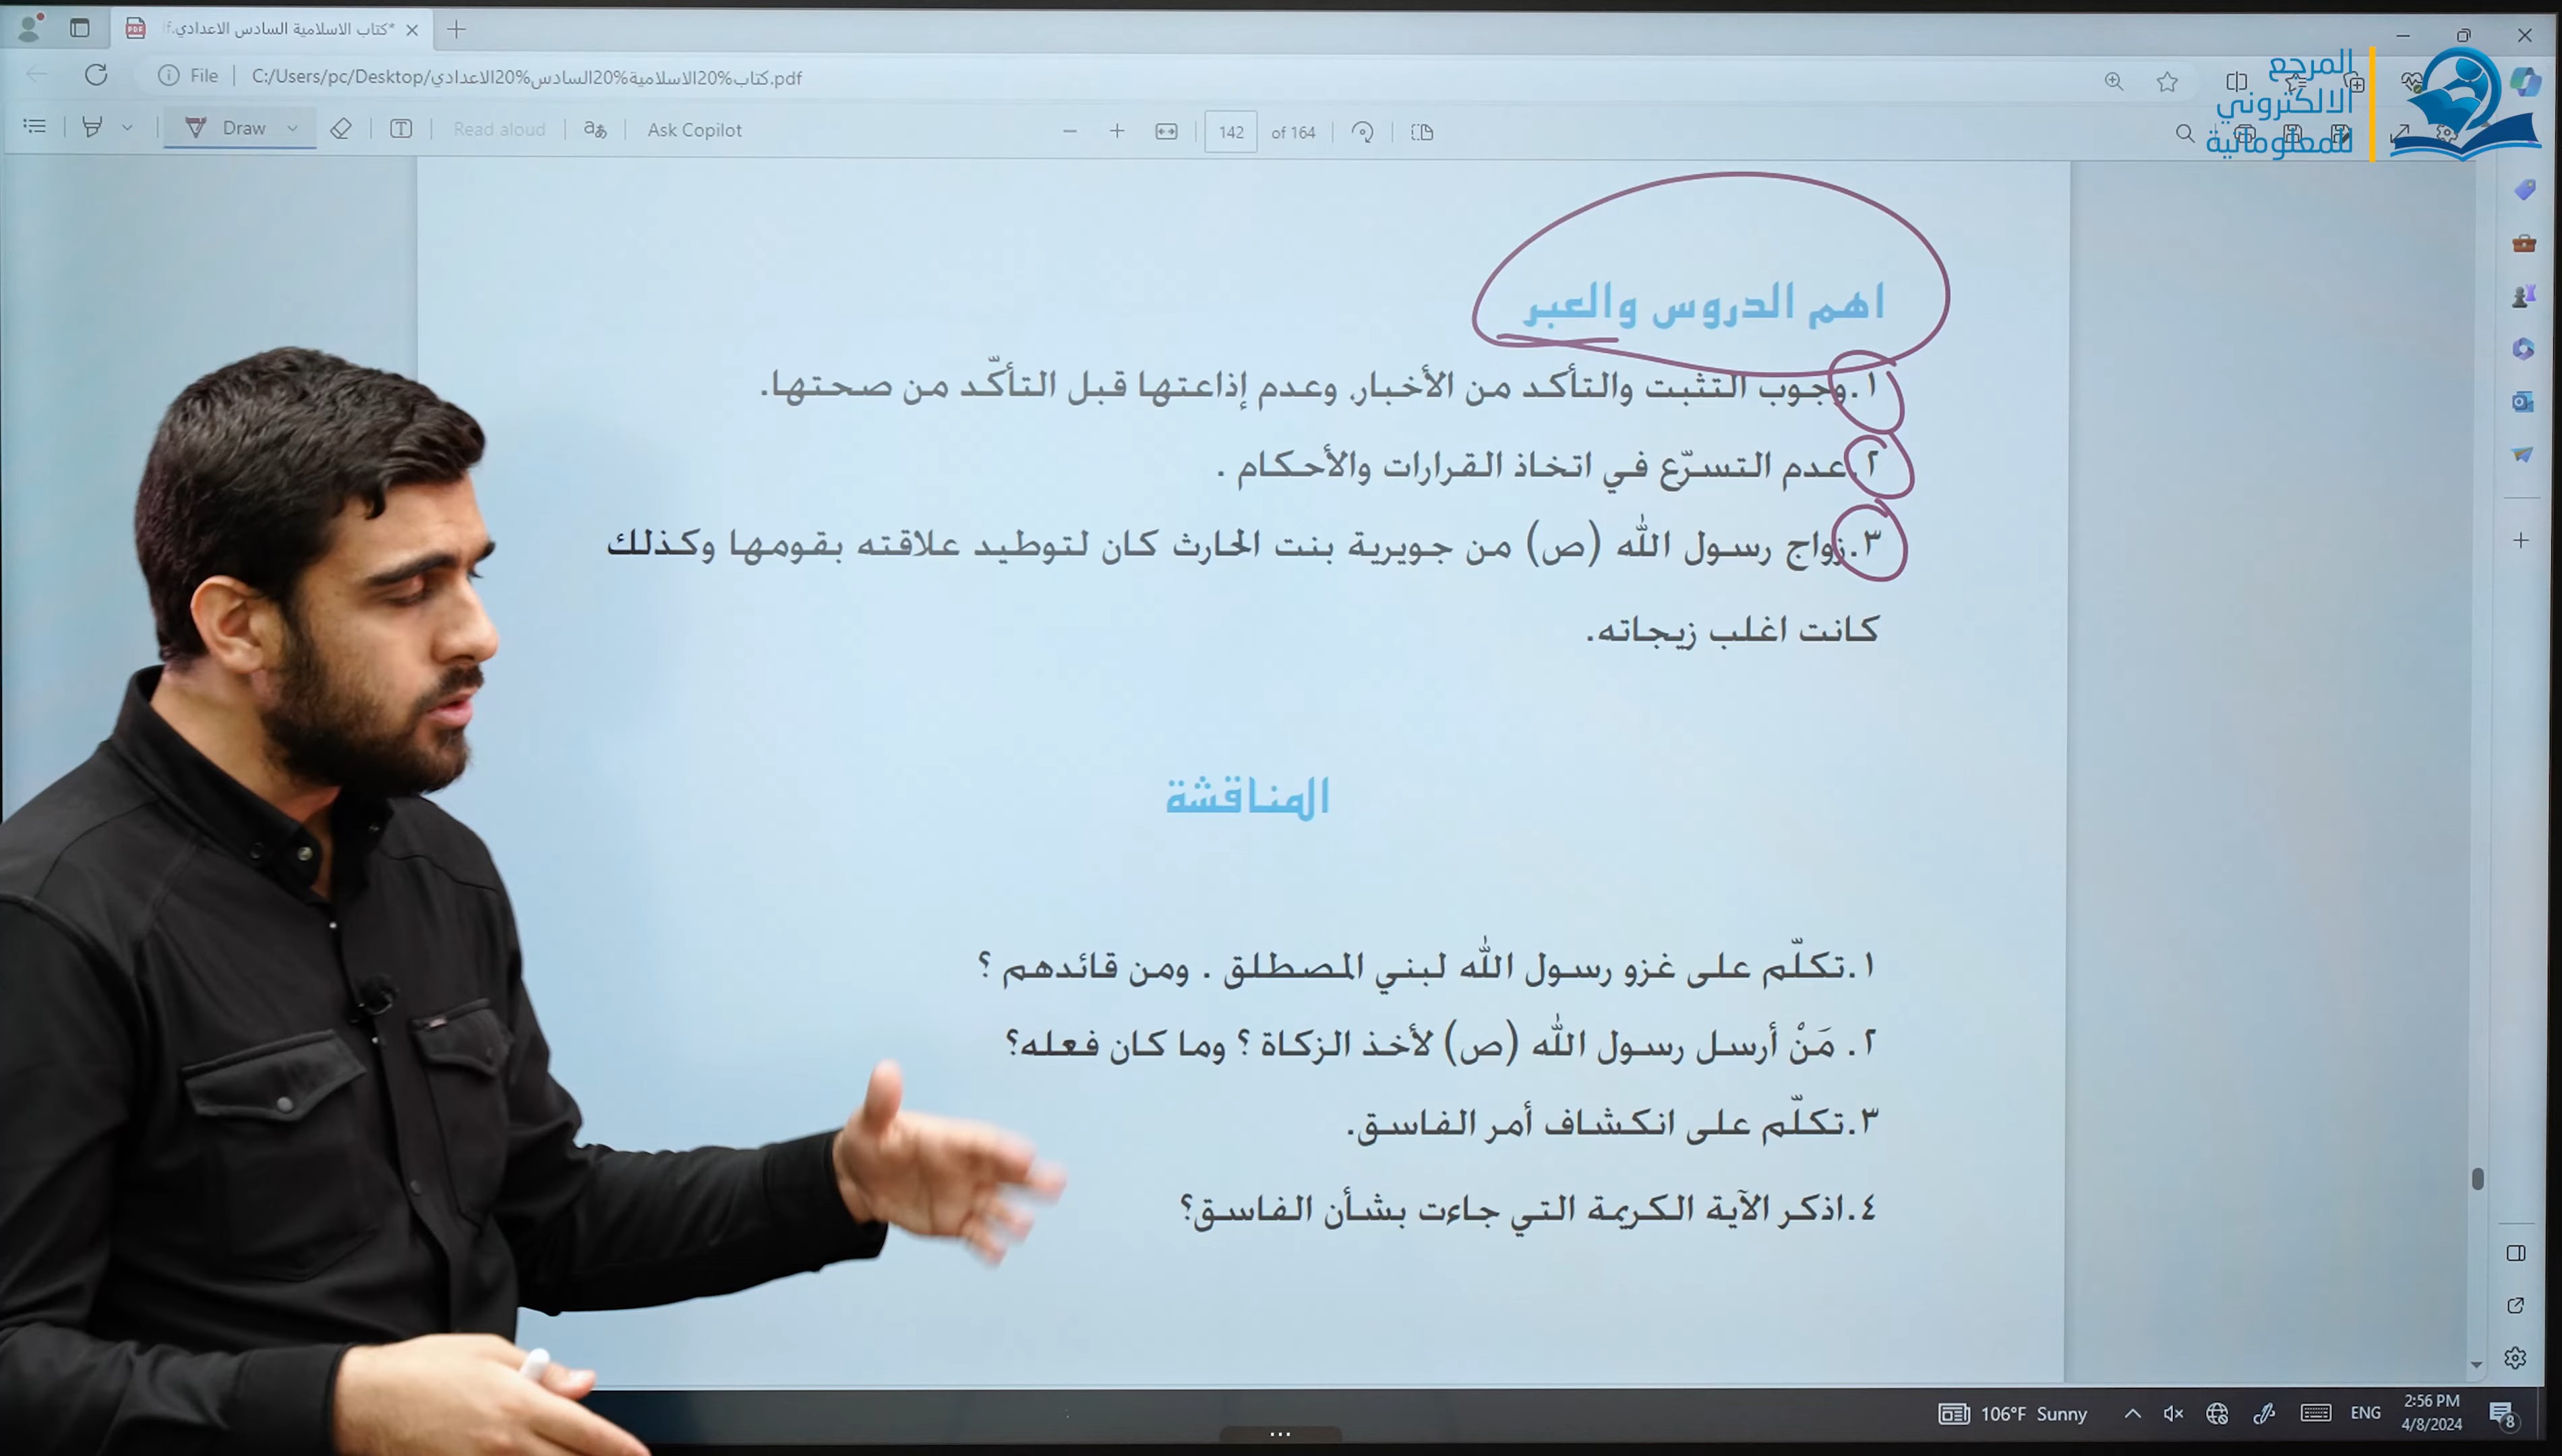 كتاب الاسلامية السادس الاعدادي.f*
File
C:/Users/pc/Desktop/كتاب%20الاسلامية%20السادس%20الاعدادي.pdf
Draw
Read aloud
Ask Copilot
142 of 164
المرجع
الالكتروني
للمعلوماتية
اهم الدروس والعبر
١.وجوب التثبت والتأكد من الأخبار، وعدم إذاعتها قبل التأكّد من صحتها.
٢.عدم التسرّع في اتخاذ القرارات والأحكام .
٣.زواج رسول الله (ص) من جويرية بنت الحارث كان لتوطيد علاقته بقومها وكذلك
كانت اغلب زيجاته.
المناقشة
١.تكلّم على غزو رسول الله لبني المصطلق . ومن قائدهم ؟
٢. مَنْ أرسل رسول الله (ص) لأخذ الزكاة ؟ وما كان فعله؟
٣.تكلّم على انكشاف أمر الفاسق.
٤.اذكر الآية الكريمة التي جاءت بشأن الفاسق؟
106°F Sunny
ENG
2:56 PM
4/8/2024
8